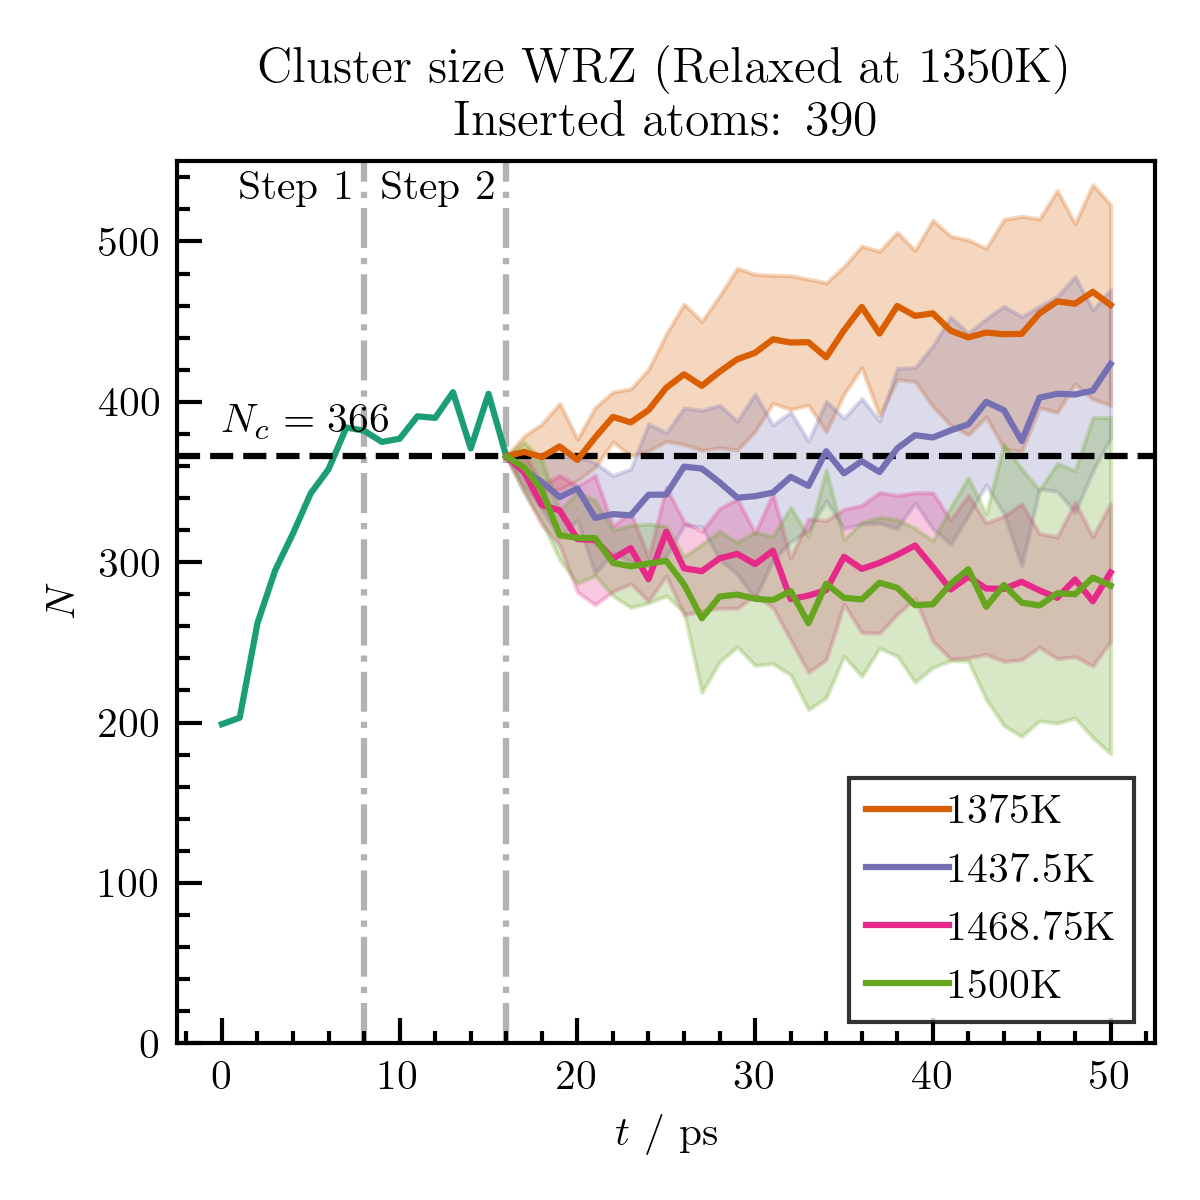 Cluster size WRZ (Relaxed at 1350K)
Inserted atoms: 390
Step 1
Step 2
500
400
300
200
100
0
N
N_c = 366
1375K
1437.5K
1468.75K
1500K
0
10
20
30
40
50
t / ps